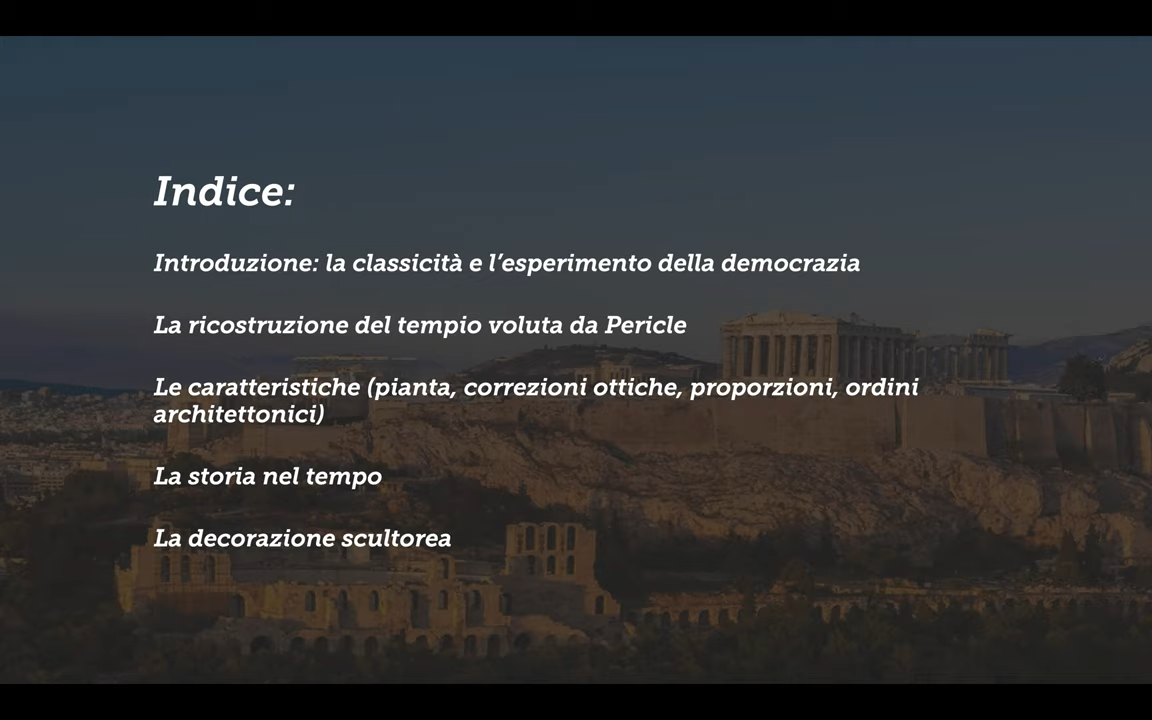 Indice:
Introduzione: la classicità e l’esperimento della democrazia
La ricostruzione del tempio voluta da Pericle
Le caratteristiche (pianta, correzioni ottiche, proporzioni, ordini
architettonici)
La storia nel tempo
La decorazione scultorea